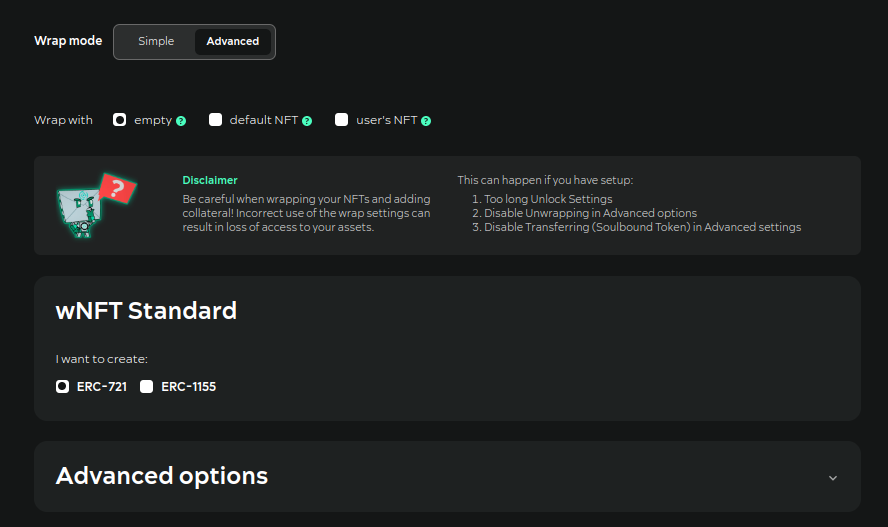 Wrap mode Simple Advanced
Wrap with empty ? default NFT ? user's NFT ?
?
Disclaimer
Be careful when wrapping your NFTs and adding
collateral! Incorrect use of the wrap settings can
result in loss of access to your assets.
This can happen if you have setup:
1. Too long Unlock Settings
2. Disable Unwrapping in Advanced options
3. Disable Transferring (Soulbound Token) in Advanced settings
wNFT Standard
I want to create:
ERC-721 ERC-1155
Advanced options